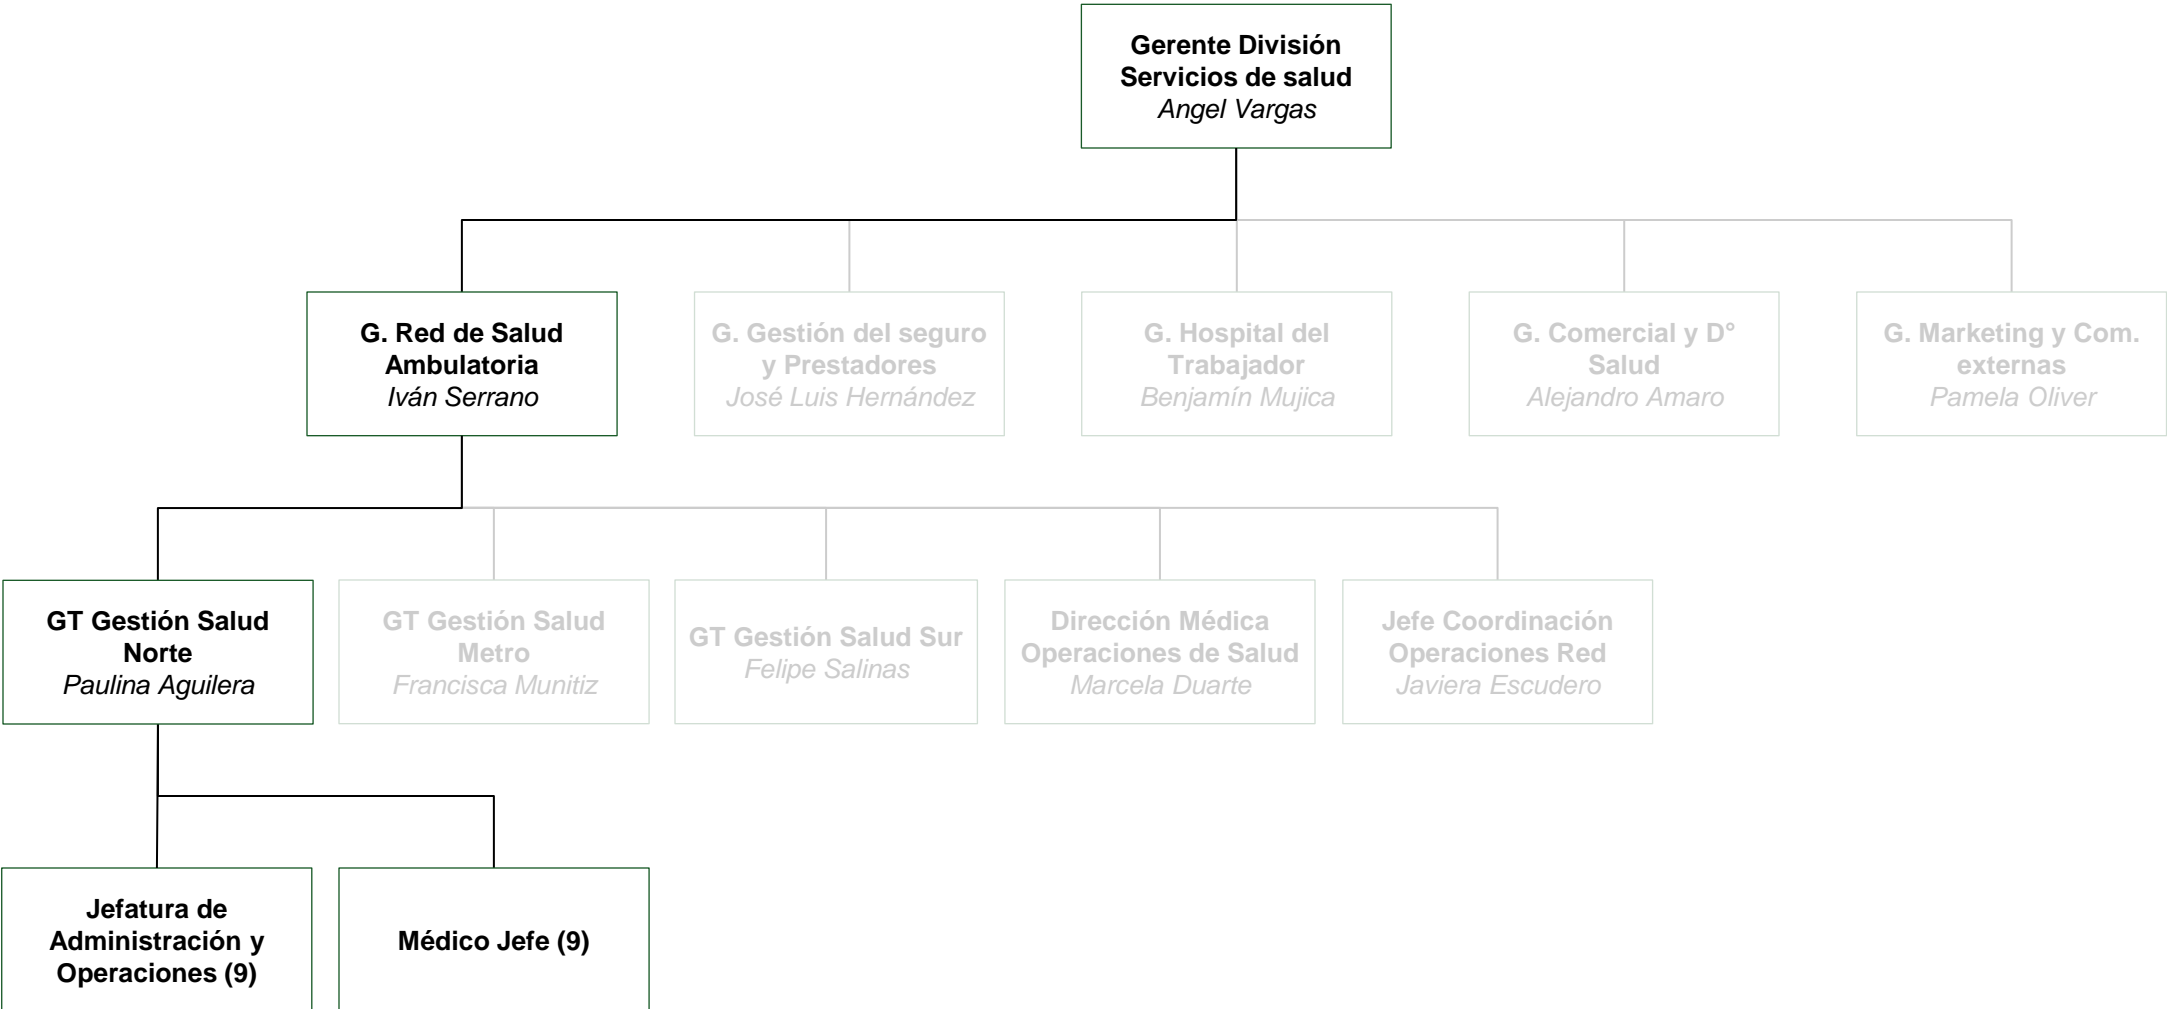 Gerente División
Servicios de salud
Angel Vargas
G. Red de Salud
Ambulatoria
Iván Serrano
G. Gestión del seguro
y Prestadores
José Luis Hernández
G. Hospital del
Trabajador
Benjamín Mujica
G. Comercial y D°
Salud
Alejandro Amaro
G. Marketing y Com.
externas
Pamela Oliver
GT Gestión Salud
Norte
Paulina Aguilera
GT Gestión Salud
Metro
Francisca Munitiz
GT Gestión Salud Sur
Felipe Salinas
Dirección Médica
Operaciones de Salud
Marcela Duarte
Jefe Coordinación
Operaciones Red
Javiera Escudero
Jefatura de
Administración y
Operaciones (9)
Médico Jefe (9)